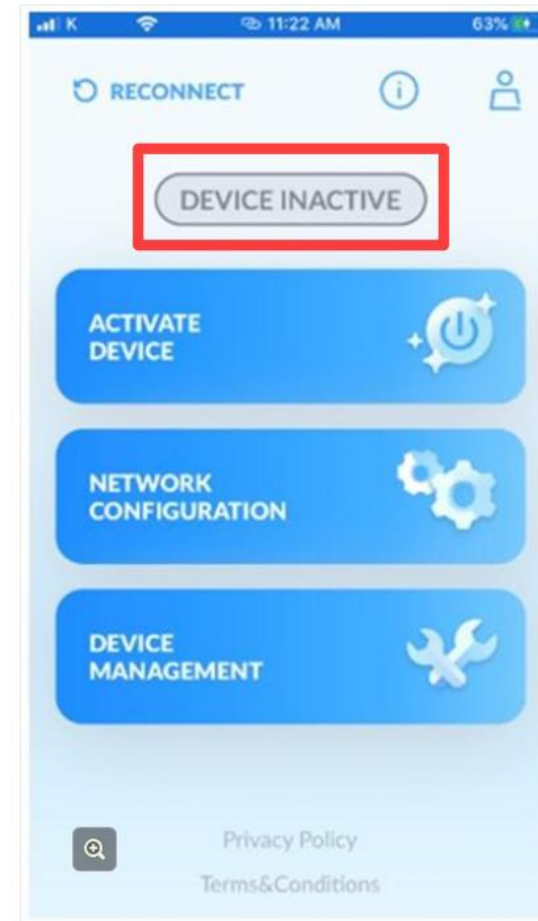 K 11:22 AM 63%
RECONNECT
DEVICE INACTIVE
ACTIVATE
DEVICE
NETWORK
CONFIGURATION
DEVICE
MANAGEMENT
Privacy Policy
Terms&Conditions